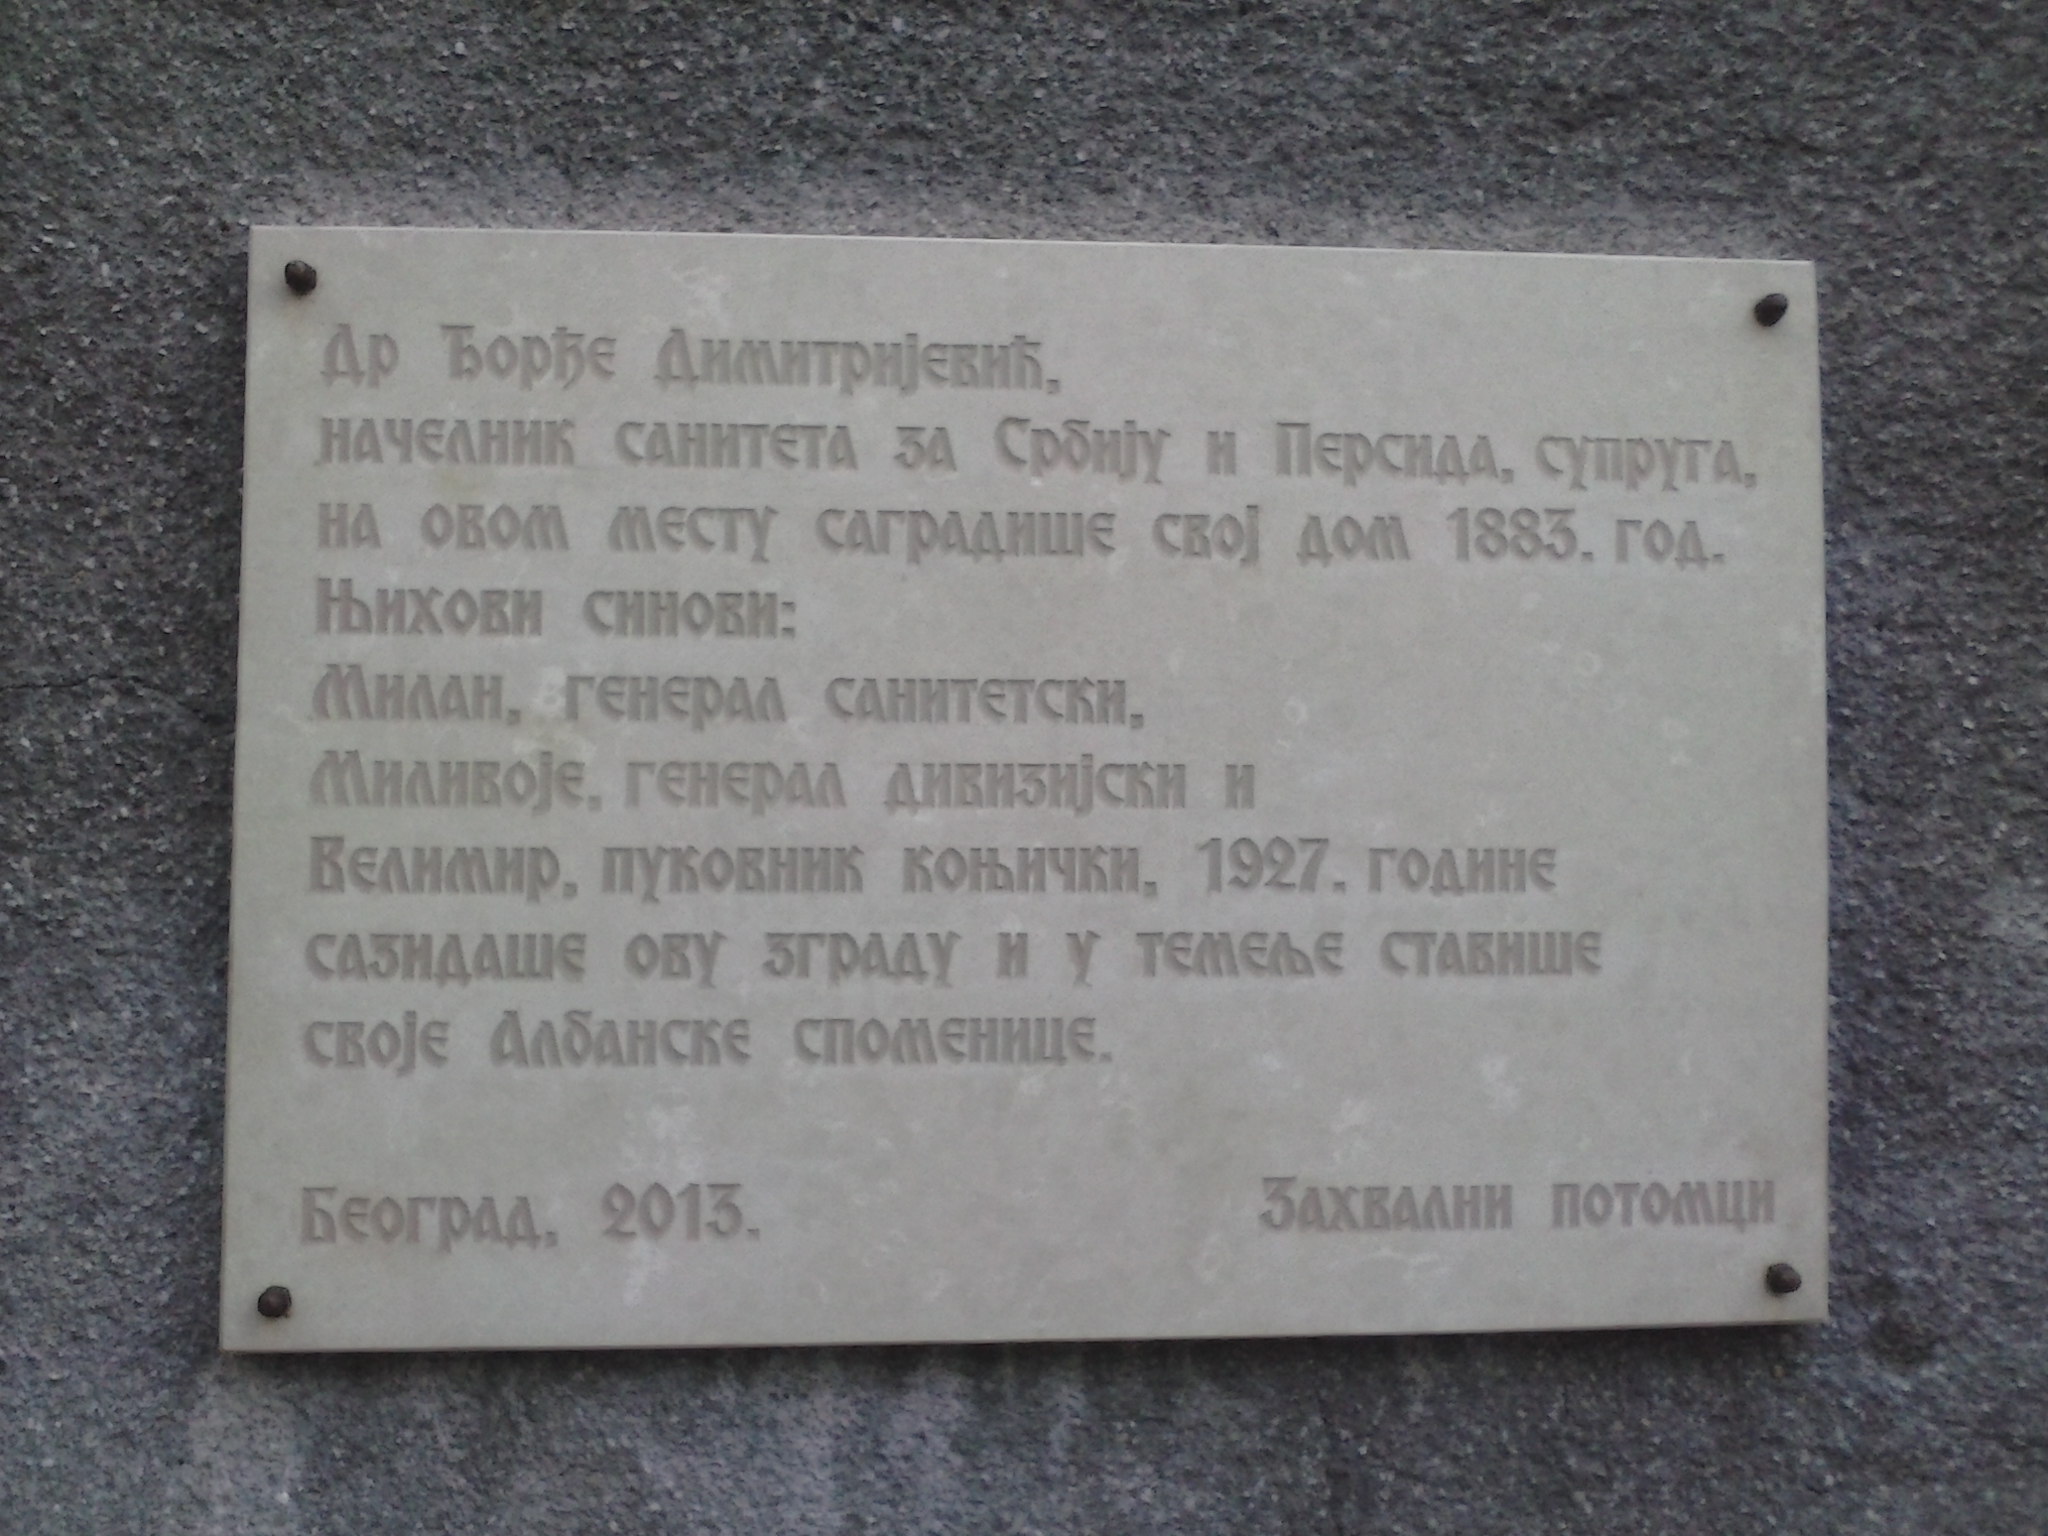 Др Ђорђе Димитријевић,
начелник санитета за Србију и Персида, супруга,
на овом месту саградише свој дом 1883. год.
Њихови синови:
Милан, генерал санитетски,
Миливоје, генерал дивизијски и
Велимир, пуковник коњички, 1927. године
сазидаше ову зграду и у темеље ставише
своје Албанске споменице.
Београд, 2013. Захвални потомци